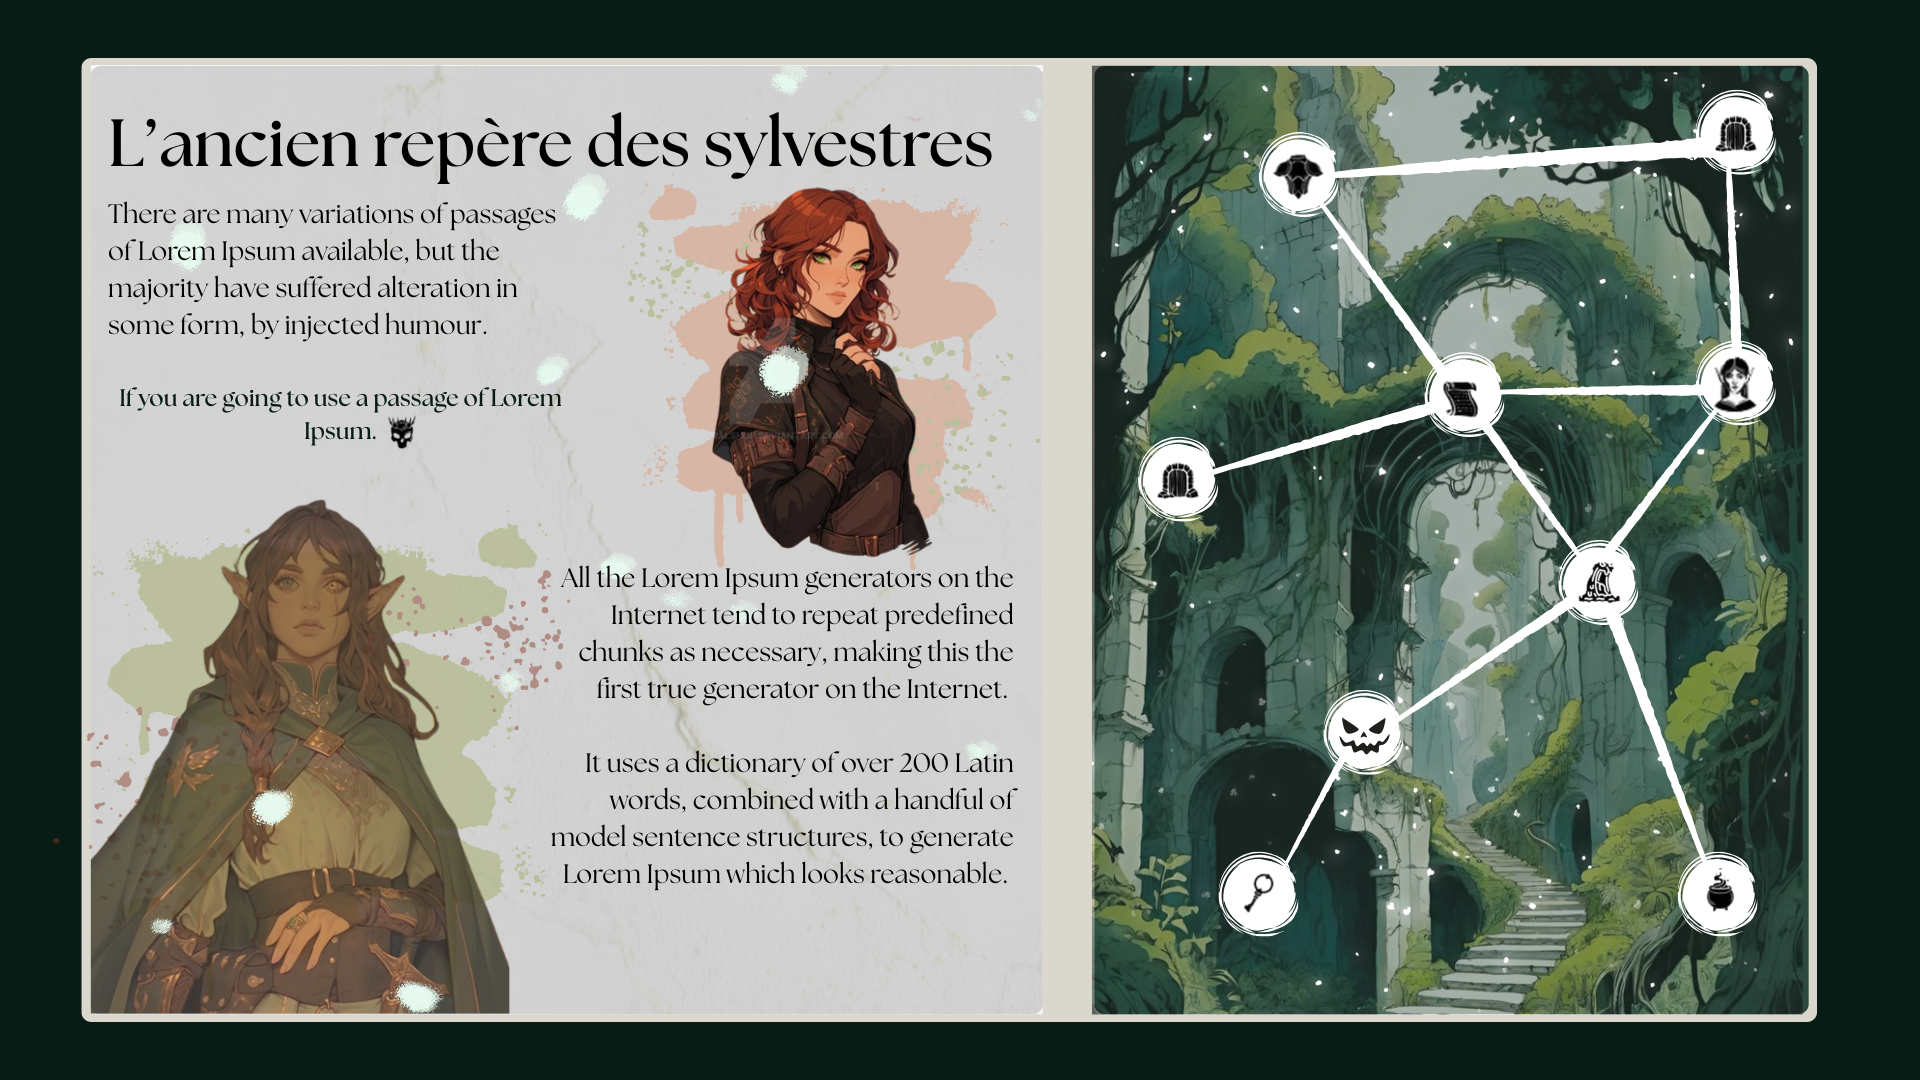 L’ancien repère des sylvestres
There are many variations of passages
of Lorem Ipsum available, but the
majority have suffered alteration in
some form, by injected humour.
If you are going to use a passage of Lorem
Ipsum.
All the Lorem Ipsum generators on the
Internet tend to repeat predefined
chunks as necessary, making this the
first true generator on the Internet.
It uses a dictionary of over 200 Latin
words, combined with a handful of
model sentence structures, to generate
Lorem Ipsum which looks reasonable.